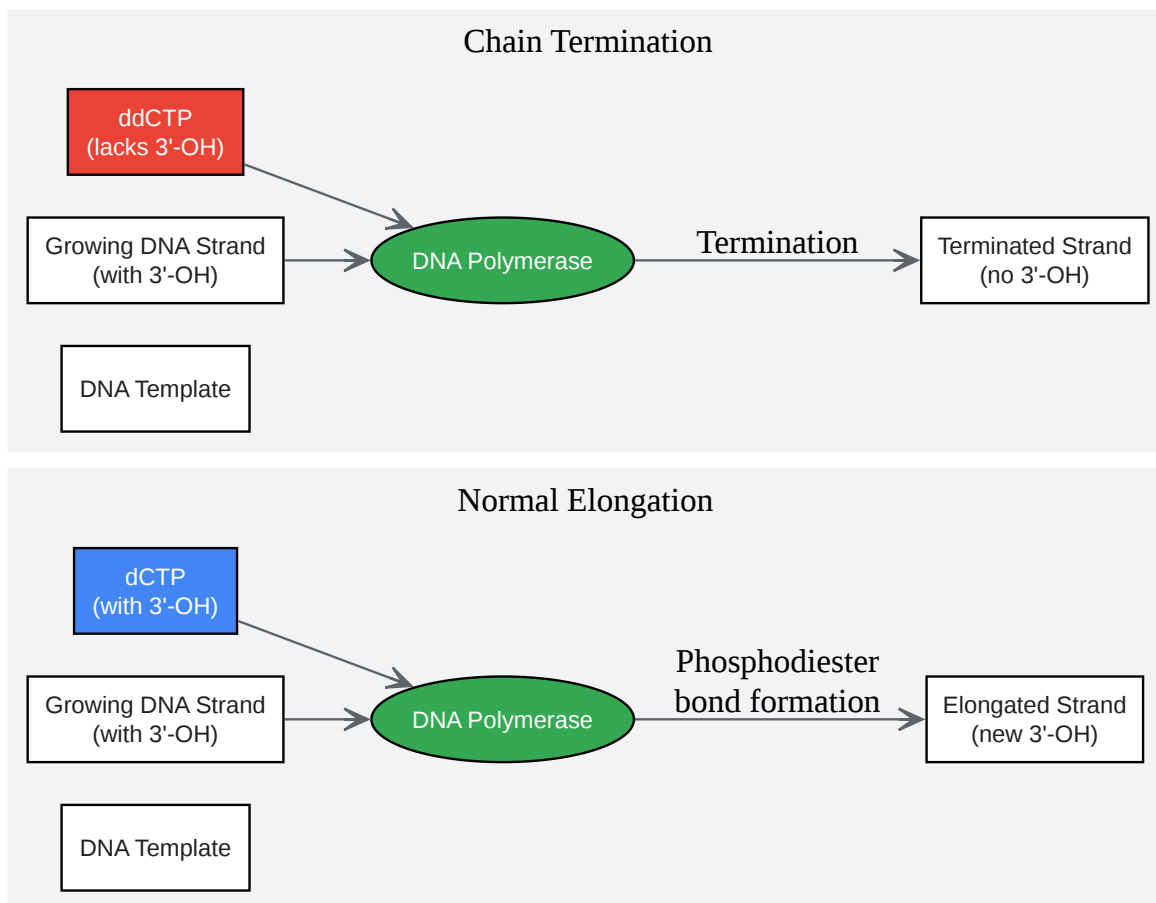 Chain Termination
ddCTP
(lacks 3'-OH)
Growing DNA Strand
(with 3'-OH)
DNA Polymerase
Termination
Terminated Strand
(no 3'-OH)
DNA Template
Normal Elongation
dCTP
(with 3'-OH)
Growing DNA Strand
(with 3'-OH)
DNA Polymerase
Phosphodiester
bond formation
Elongated Strand
(new 3'-OH)
DNA Template